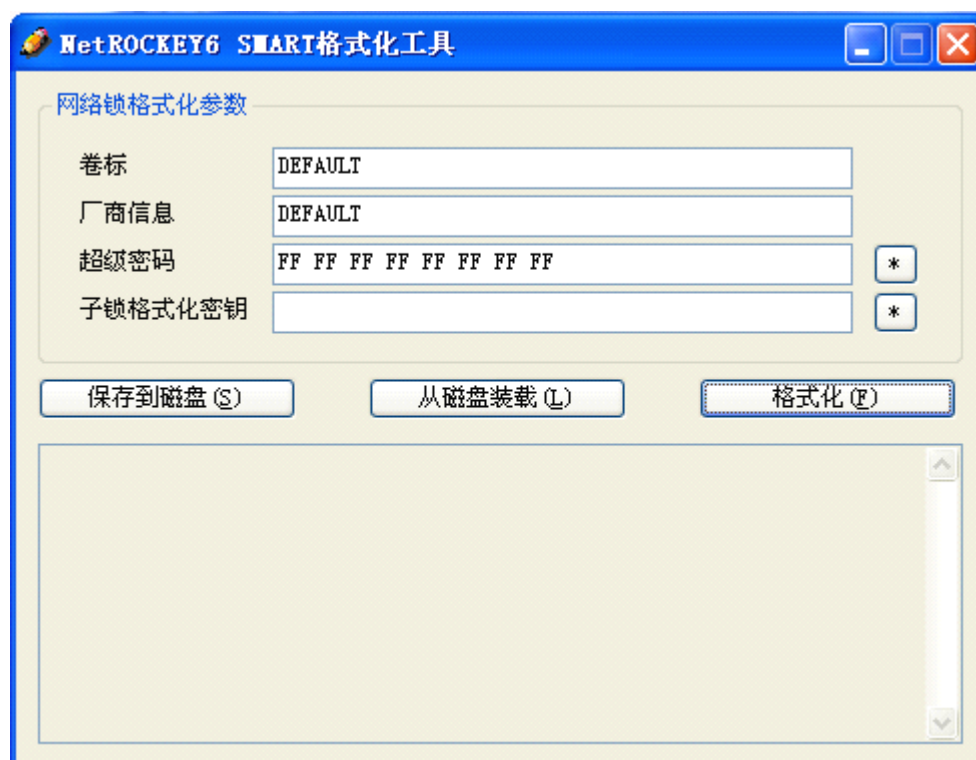 NetROCKEY6 SMART格式化工具
网络锁格式化参数
卷标 DEFAULT
厂商信息 DEFAULT
超级密码 FF FF FF FF FF FF FF FF *
子锁格式化密钥 *
保存到磁盘(S) 从磁盘装载(L) 格式化(F)